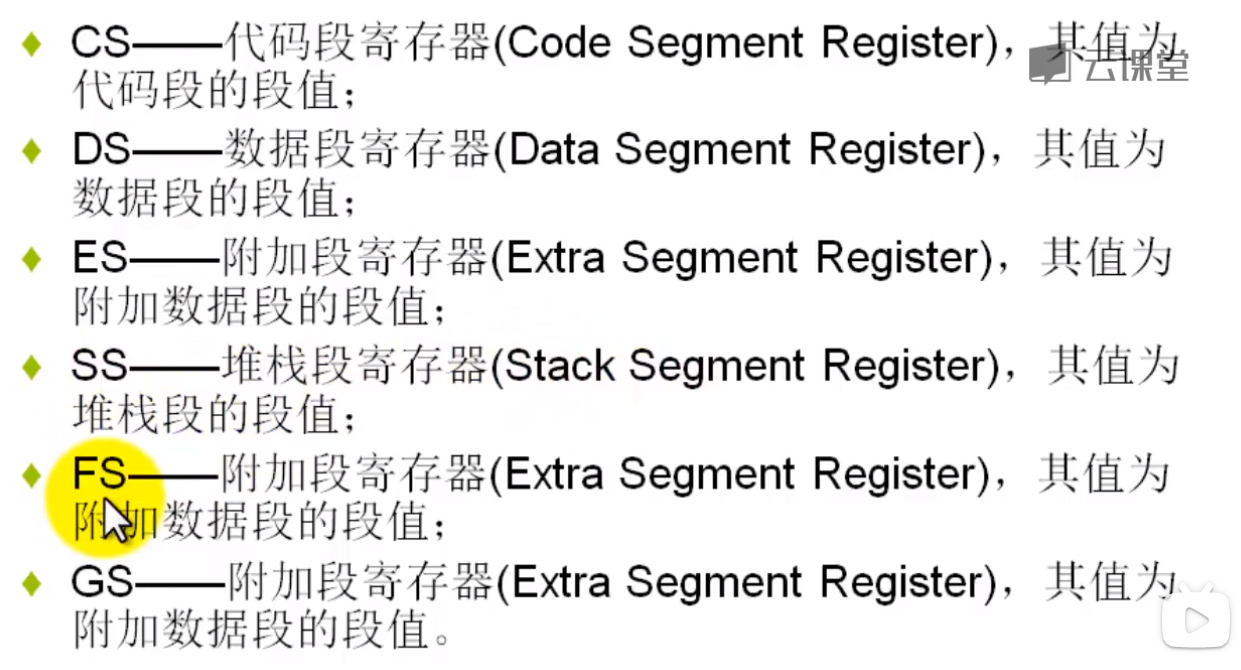 CS——代码段寄存器(Code Segment Register)，其值为
代码段的段值；
云课堂
DS——数据段寄存器(Data Segment Register)，其值为
数据段的段值；
ES——附加段寄存器(Extra Segment Register)，其值为
附加数据段的段值；
SS——堆栈段寄存器(Stack Segment Register)，其值为
堆栈段的段值；
FS——附加段寄存器(Extra Segment Register)，其值为
附加数据段的段值；
GS——附加段寄存器(Extra Segment Register)，其值为
附加数据段的段值。